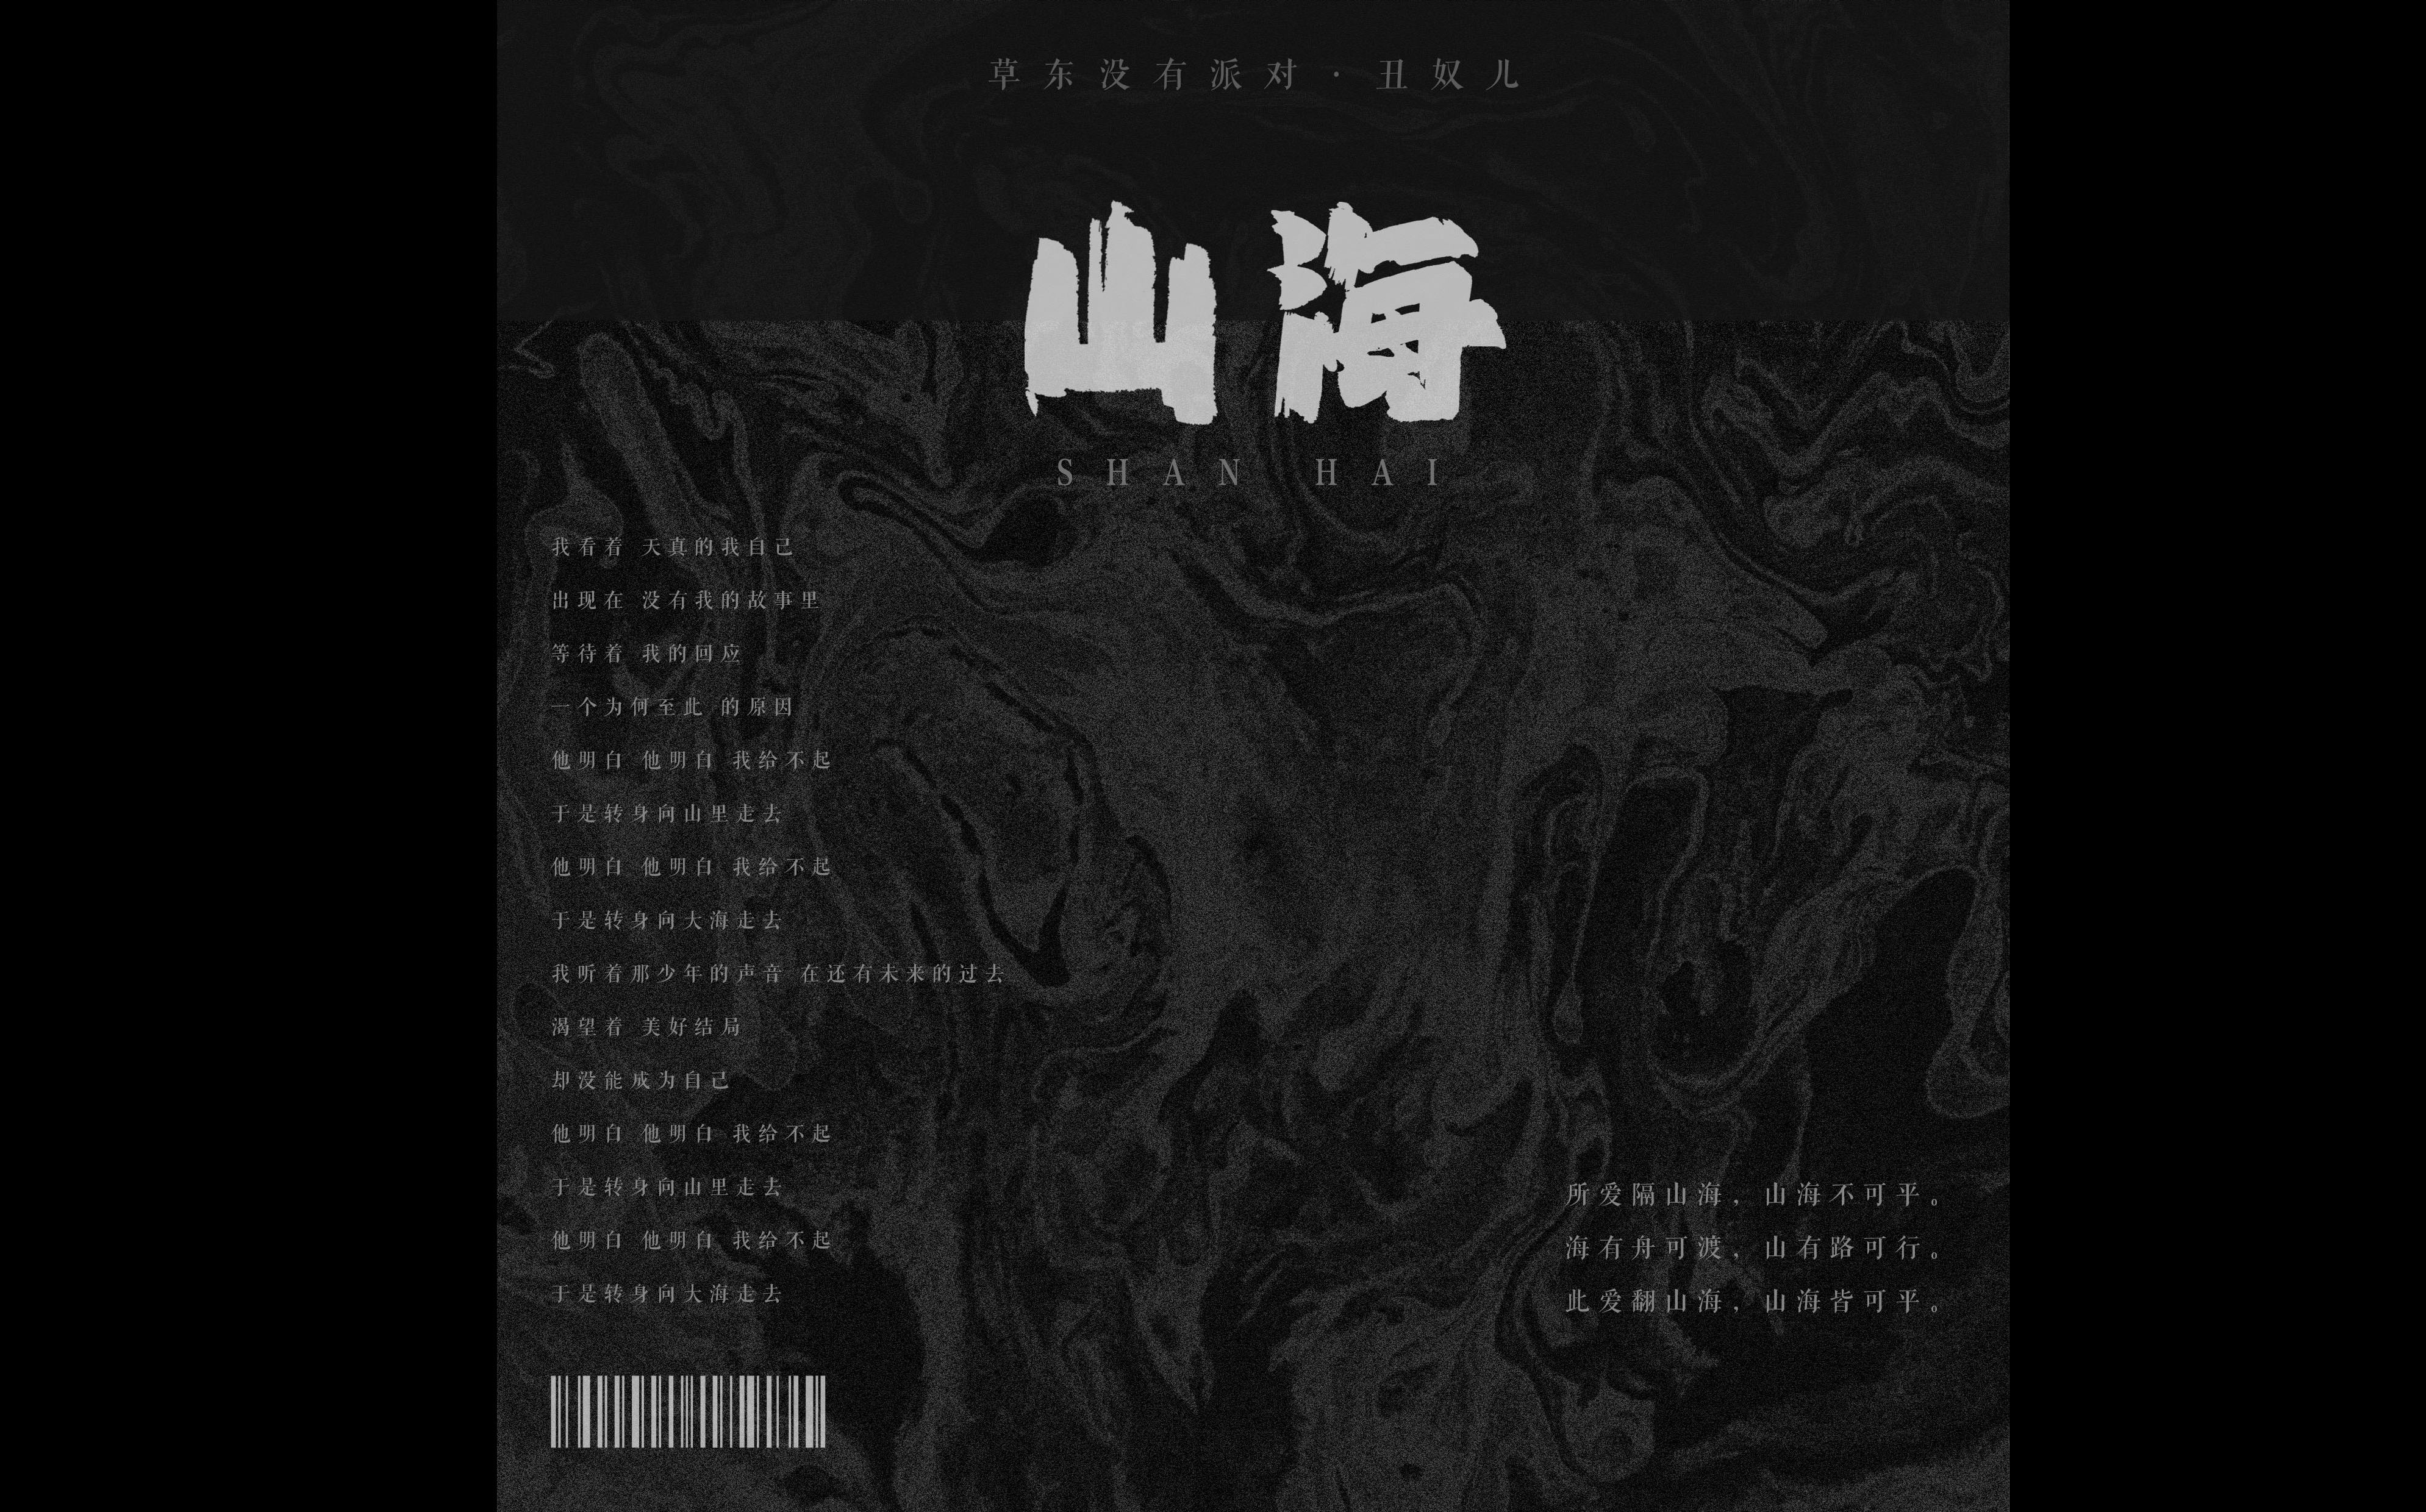 草东没有派对·丑奴儿
山海
SHAN HAI
我看着 天真的我自己
出现在 没有我的故事里
等待着 我的回应
一个为何至此 的原因
他明白 他明白 我给不起
于是转身向山里走去
他明白 他明白 我给不起
于是转身向大海走去
我听着那少年的声音 在还有未来的过去
渴望着 美好结局
却没能成为自己
他明白 他明白 我给不起
于是转身向山里走去
他明白 他明白 我给不起
于是转身向大海走去
所爱隔山海，山海不可平。
海有舟可渡，山有路可行。
此爱翻山海，山海皆可平。